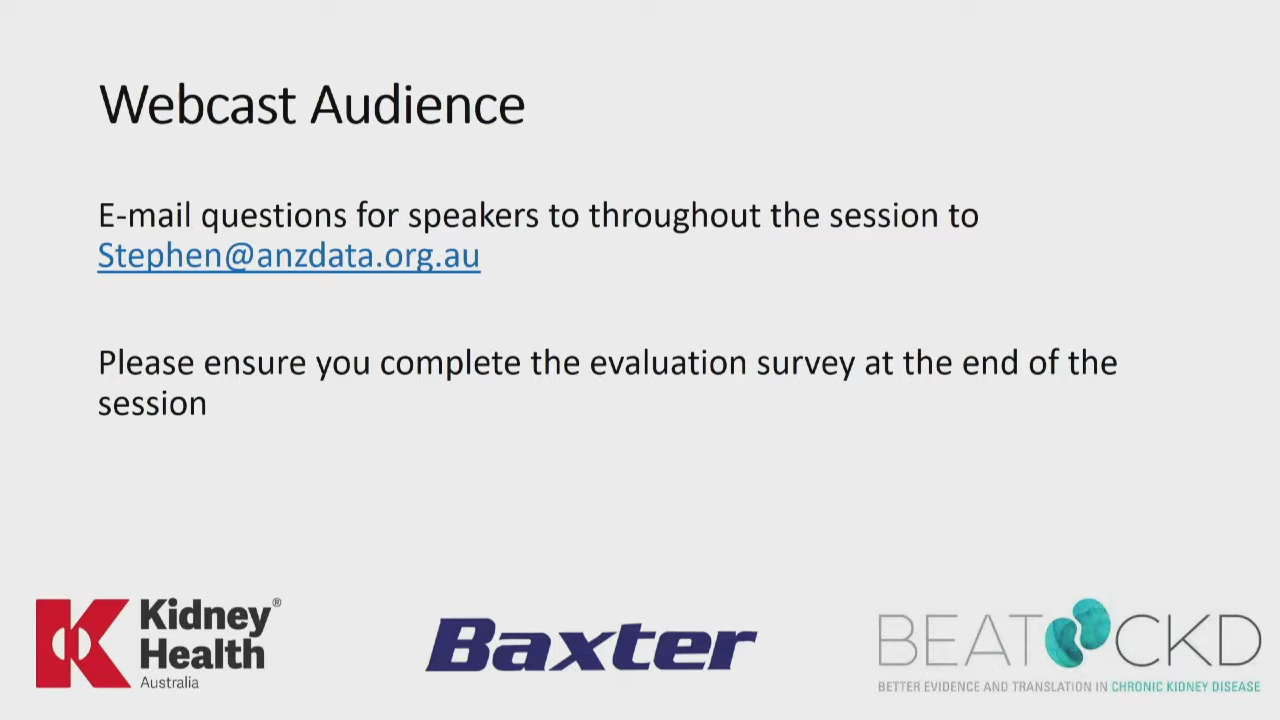 Webcast Audience
E-mail questions for speakers to throughout the session to
Stephen@anzdata.org.au
Please ensure you complete the evaluation survey at the end of the
session
Kidney®
Health
Australia
Baxter
BEAT CKD
BETTER EVIDENCE AND TRANSLATION IN CHRONIC KIDNEY DISEASE